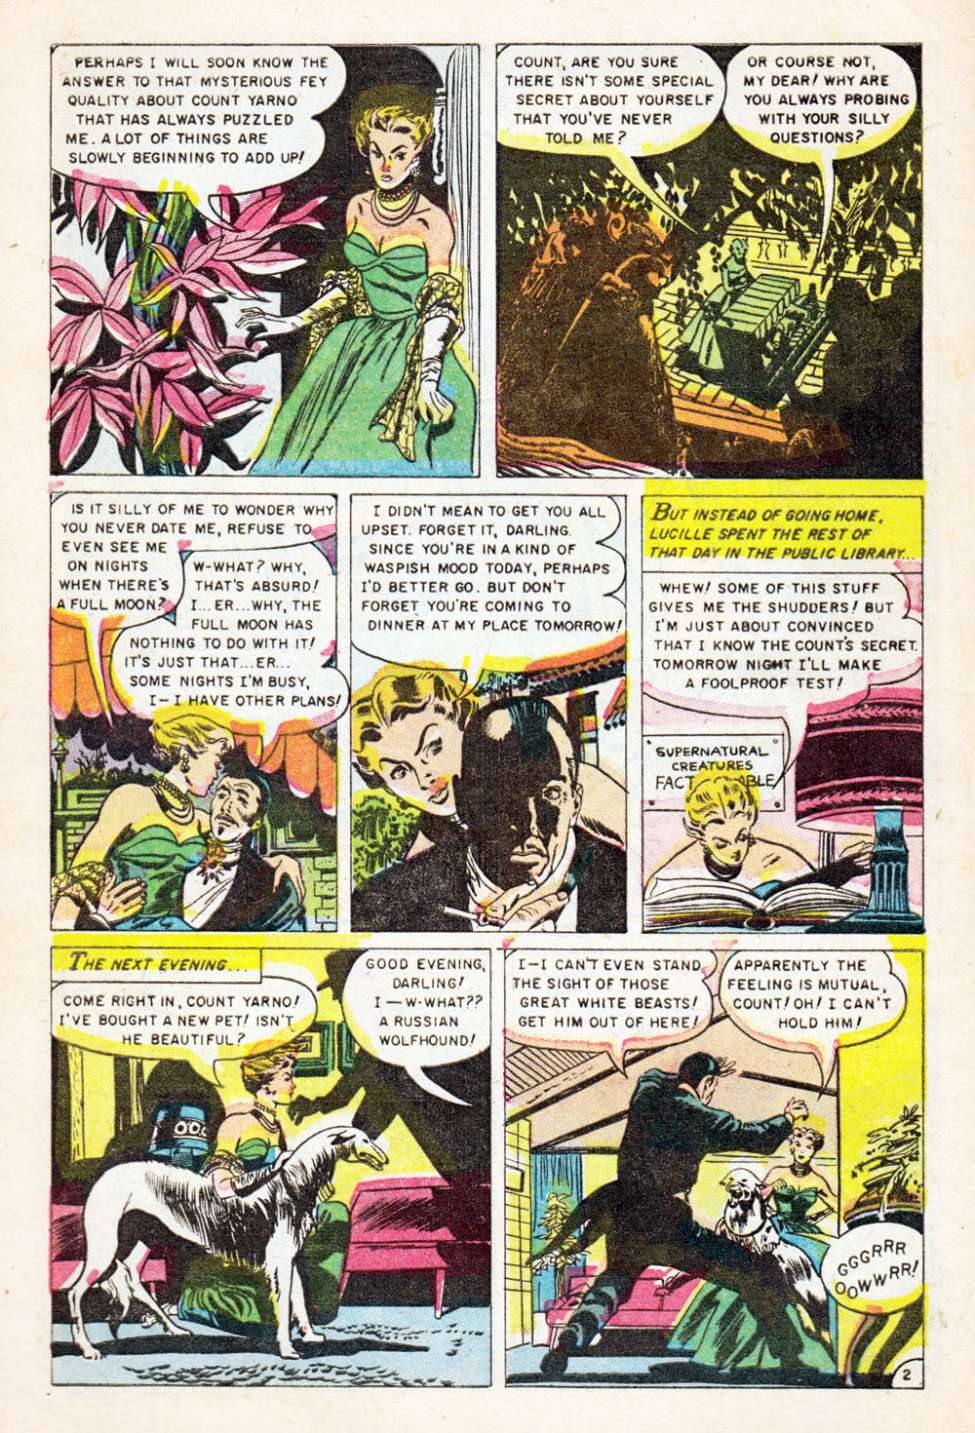 PERHAPS I WILL SOON KNOW THE
ANSWER TO THAT MYSTERIOUS FEY
QUALITY ABOUT COUNT YARNO
THAT HAS ALWAYS PUZZLED
ME. A LOT OF THINGS ARE
SLOWLY BEGINNING TO ADD UP!
COUNT, ARE YOU SURE
THERE ISN'T SOME SPECIAL
SECRET ABOUT YOURSELF
THAT YOU'VE NEVER
TOLD ME?
OR COURSE NOT,
MY DEAR! WHY ARE
YOU ALWAYS PROBING
WITH YOUR SILLY
QUESTIONS?
IS IT SILLY OF ME TO WONDER WHY
YOU NEVER DATE ME, REFUSE TO
EVEN SEE ME
ON NIGHTS
WHEN THERE'S
A FULL MOON?
W-WHAT? WHY,
THAT'S ABSURD!
I...ER...WHY, THE
FULL MOON HAS
NOTHING TO DO WITH IT!
IT'S JUST THAT...ER...
SOME NIGHTS I'M BUSY,
I-I HAVE OTHER PLANS!
I DIDN'T MEAN TO GET YOU ALL
UPSET. FORGET IT, DARLING.
SINCE YOU'RE IN A KIND OF
WASPISH MOOD TODAY, PERHAPS
I'D BETTER GO. BUT DON'T
FORGET YOU'RE COMING TO
DINNER AT MY PLACE TOMORROW!
BUT INSTEAD OF GOING HOME,
LUCILLE SPENT THE REST OF
THAT DAY IN THE PUBLIC LIBRARY...
WHEW! SOME OF THIS STUFF
GIVES ME THE SHUDDERS! BUT
I'M JUST ABOUT CONVINCED
THAT I KNOW THE COUNT'S SECRET.
TOMORROW NIGHT I'LL MAKE
A FOOLPROOF TEST!
SUPERNATURAL
CREATURES
THE NEXT EVENING...
COME RIGHT IN, COUNT YARNO!
I'VE BOUGHT A NEW PET! ISN'T
HE BEAUTIFUL?
GOOD EVENING,
DARLING!
I—W-WHAT??
A RUSSIAN
WOLFHOUND!
I-I CAN'T EVEN STAND
THE SIGHT OF THOSE
GREAT WHITE BEASTS!
GET HIM OUT OF HERE!
APPARENTLY THE
FEELING IS MUTUAL,
COUNT! OH! I CAN'T
HOLD HIM!
GGGRRR
OOWWRR!
2